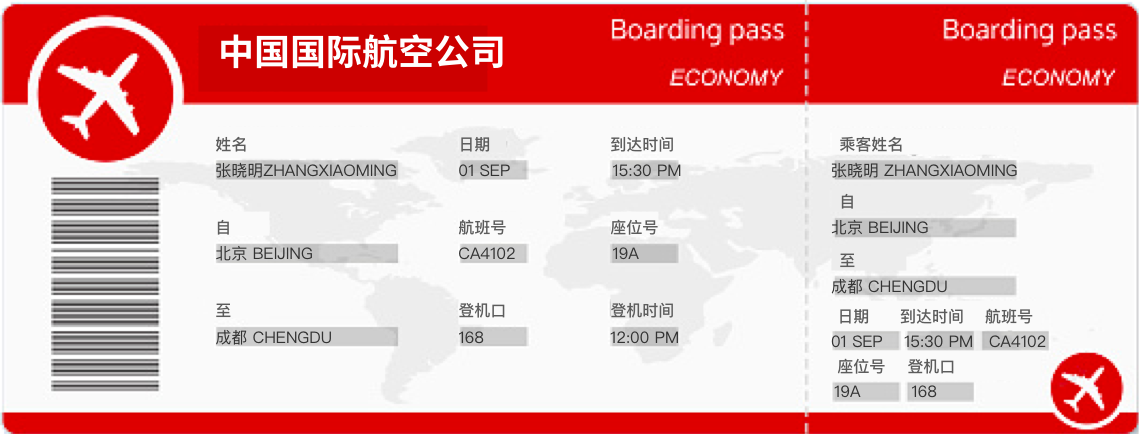 中国国际航空公司
Boarding pass
ECONOMY
姓名 日期 到达时间
张晓明ZHANGXIAOMING 01 SEP 15:30 PM
自 航班号 座位号
北京 BEIJING CA4102 19A
至 登机口 登机时间
成都 CHENGDU 168 12:00 PM
Boarding pass
ECONOMY
乘客姓名
张晓明 ZHANGXIAOMING
自
北京 BEIJING
至
成都 CHENGDU
日期 到达时间 航班号
01 SEP 15:30 PM CA4102
座位号 登机口
19A 168